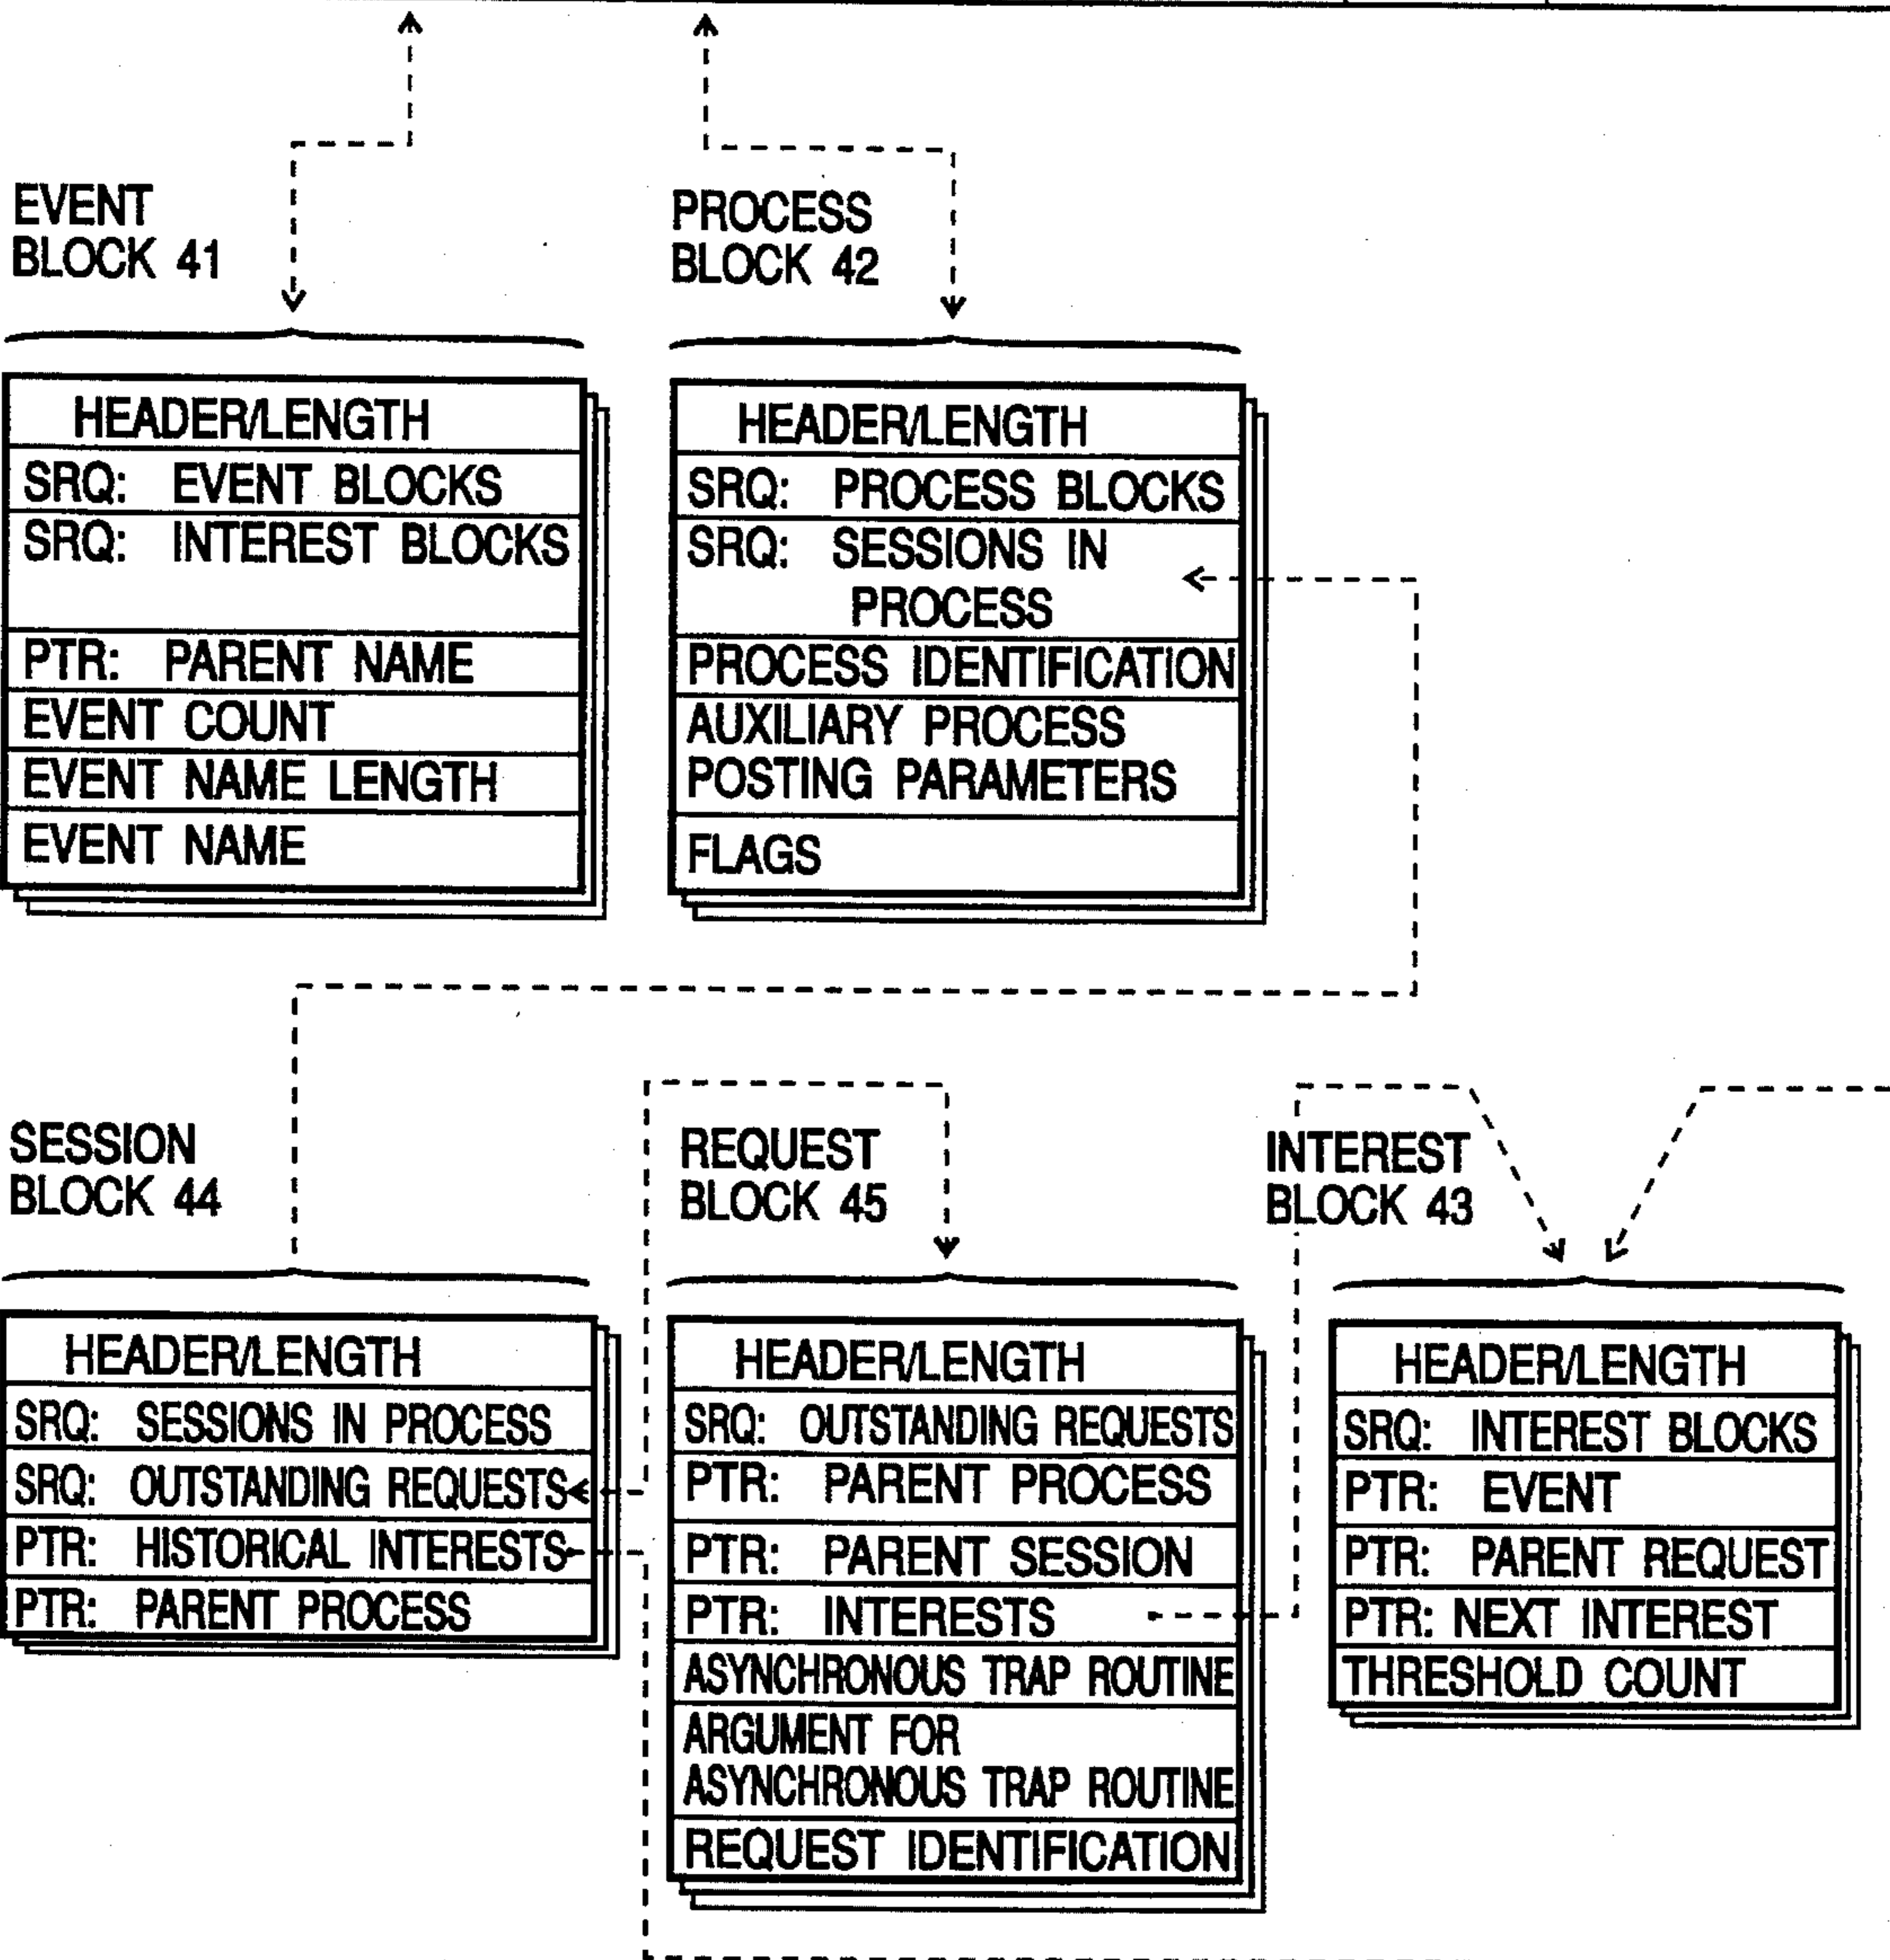 EVENT
BLOCK 41
HEADER/LENGTH
SRQ: EVENT BLOCKS
SRQ: INTEREST BLOCKS
PTR: PARENT NAME
EVENT COUNT
EVENT NAME LENGTH
EVENT NAME
PROCESS
BLOCK 42
HEADER/LENGTH
SRQ: PROCESS BLOCKS
SRQ: SESSIONS IN
PROCESS
PROCESS IDENTIFICATION
AUXILIARY PROCESS
POSTING PARAMETERS
FLAGS
SESSION
BLOCK 44
HEADER/LENGTH
SRQ: SESSIONS IN PROCESS
SRQ: OUTSTANDING REQUESTS
PTR: HISTORICAL INTERESTS
PTR: PARENT PROCESS
REQUEST
BLOCK 45
HEADER/LENGTH
SRQ: OUTSTANDING REQUESTS
PTR: PARENT PROCESS
PTR: PARENT SESSION
PTR: INTERESTS
ASYNCHRONOUS TRAP ROUTINE
ARGUMENT FOR
ASYNCHRONOUS TRAP ROUTINE
REQUEST IDENTIFICATION
INTEREST
BLOCK 43
HEADER/LENGTH
SRQ: INTEREST BLOCKS
PTR: EVENT
PTR: PARENT REQUEST
PTR: NEXT INTEREST
THRESHOLD COUNT